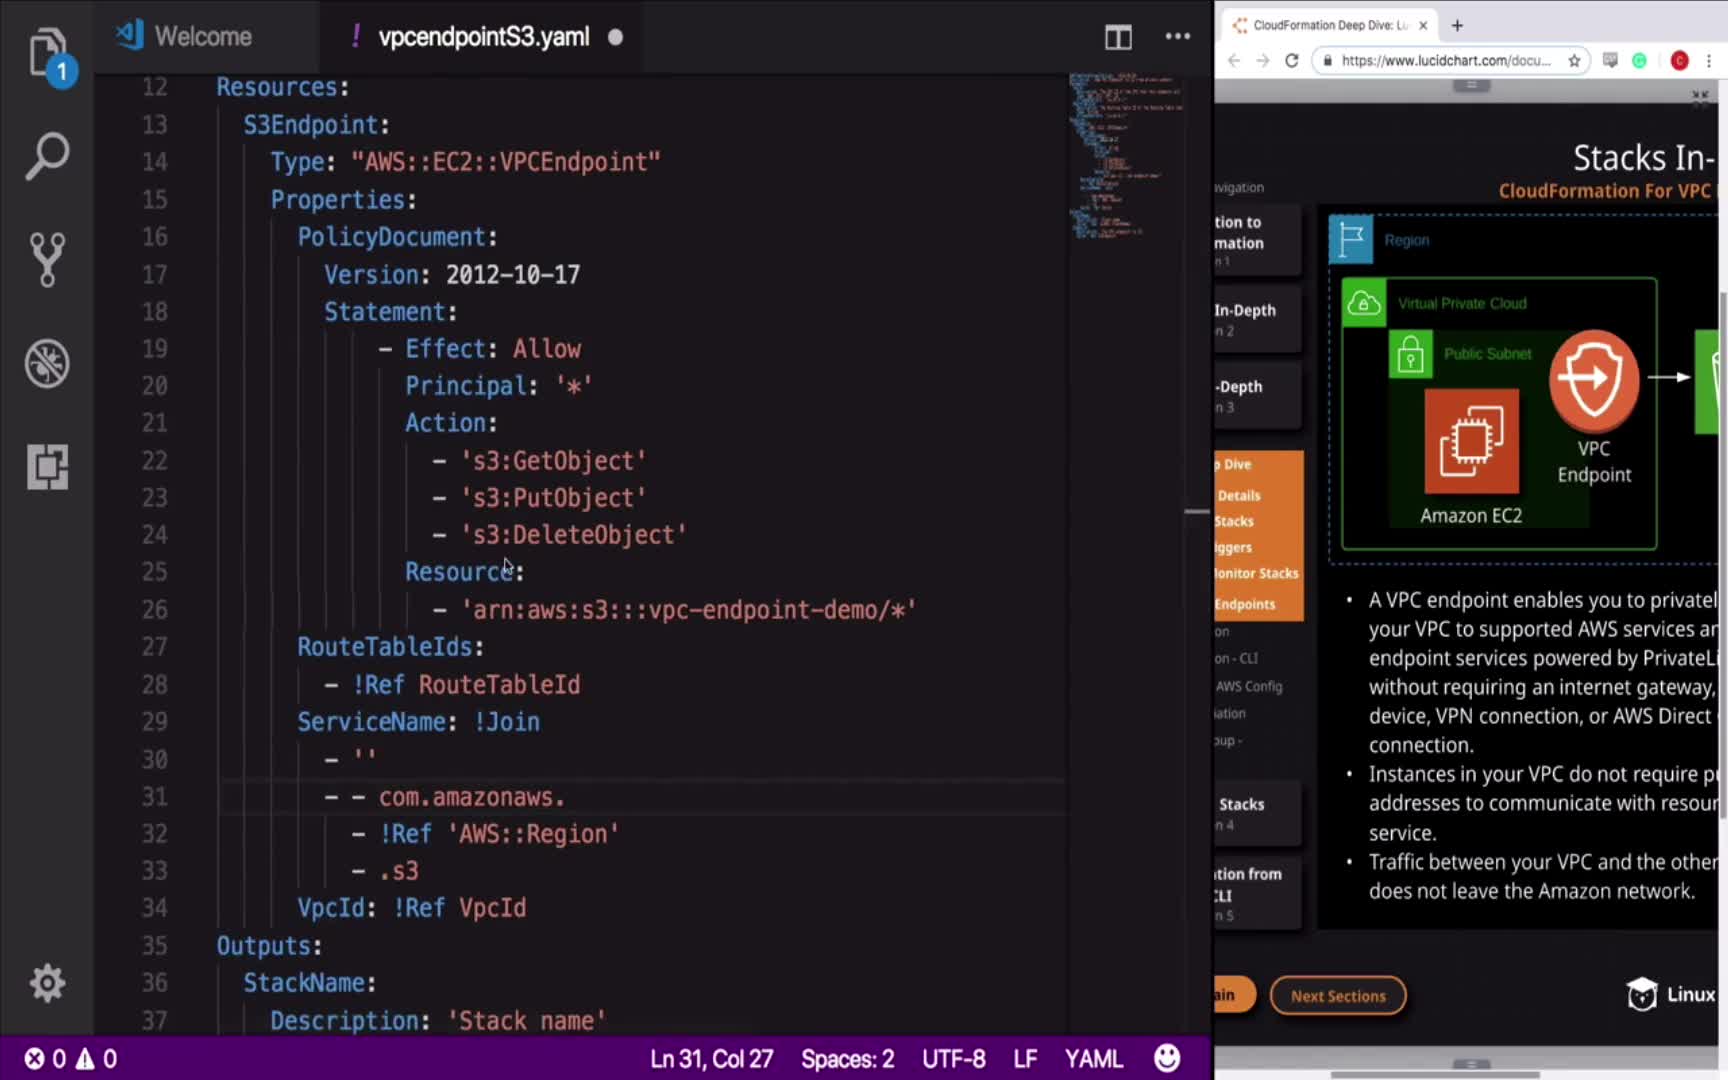 Welcome
! vpcendpointS3.yaml
1
12 Resources:
13 S3Endpoint:
14 Type: "AWS::EC2::VPCEndpoint"
15 Properties:
16 PolicyDocument:
17 Version: 2012-10-17
18 Statement:
19 - Effect: Allow
20 Principal: '*'
21 Action:
22 - 's3:GetObject'
23 - 's3:PutObject'
24 - 's3:DeleteObject'
25 Resource:
26 - 'arn:aws:s3:::vpc-endpoint-demo/*'
27 RouteTableIds:
28 - !Ref RouteTableId
29 ServiceName: !Join
30 - ''
31 - - com.amazonaws.
32 - !Ref 'AWS::Region'
33 - .s3
34 VpcId: !Ref VpcId
35 Outputs:
36 StackName:
37 Description: 'Stack name'
0 0 Ln 31, Col 27 Spaces: 2 UTF-8 LF YAML
CloudFormation Deep Dive: Lu
https://www.lucidchart.com/docu...
C
Stacks In-
CloudFormation For VPC
avigation
tion to
mation
n 1
In-Depth
n 2
-Depth
n 3
p Dive
Details
Stacks
iggers
Monitor Stacks
Endpoints
on
on - CLI
AWS Config
iation
oup -
Stacks
n 4
tion from
CLI
n 5
Region
Virtual Private Cloud
Public Subnet
Amazon EC2
VPC
Endpoint
• A VPC endpoint enables you to privatel
your VPC to supported AWS services an
endpoint services powered by PrivateLi
without requiring an internet gateway,
device, VPN connection, or AWS Direct
connection.
• Instances in your VPC do not require pu
addresses to communicate with resour
service.
• Traffic between your VPC and the other
does not leave the Amazon network.
ain
Next Sections
Linux